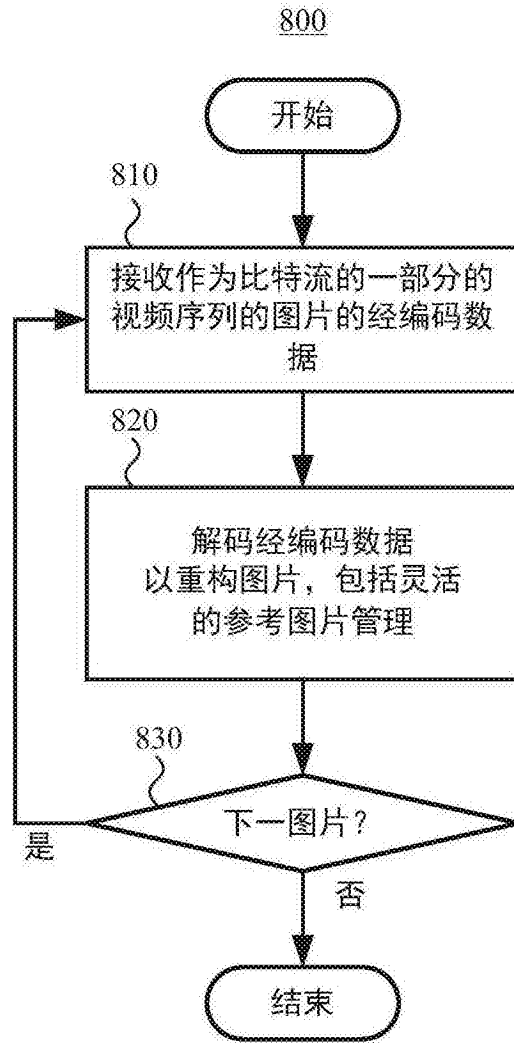 800
开始
810
接收作为比特流的一部分的
视频序列的图片的经编码数
据
820
解码经编码数据
以重构图片，包括灵活
的参考图片管理
830
下一图片？
是
否
结束